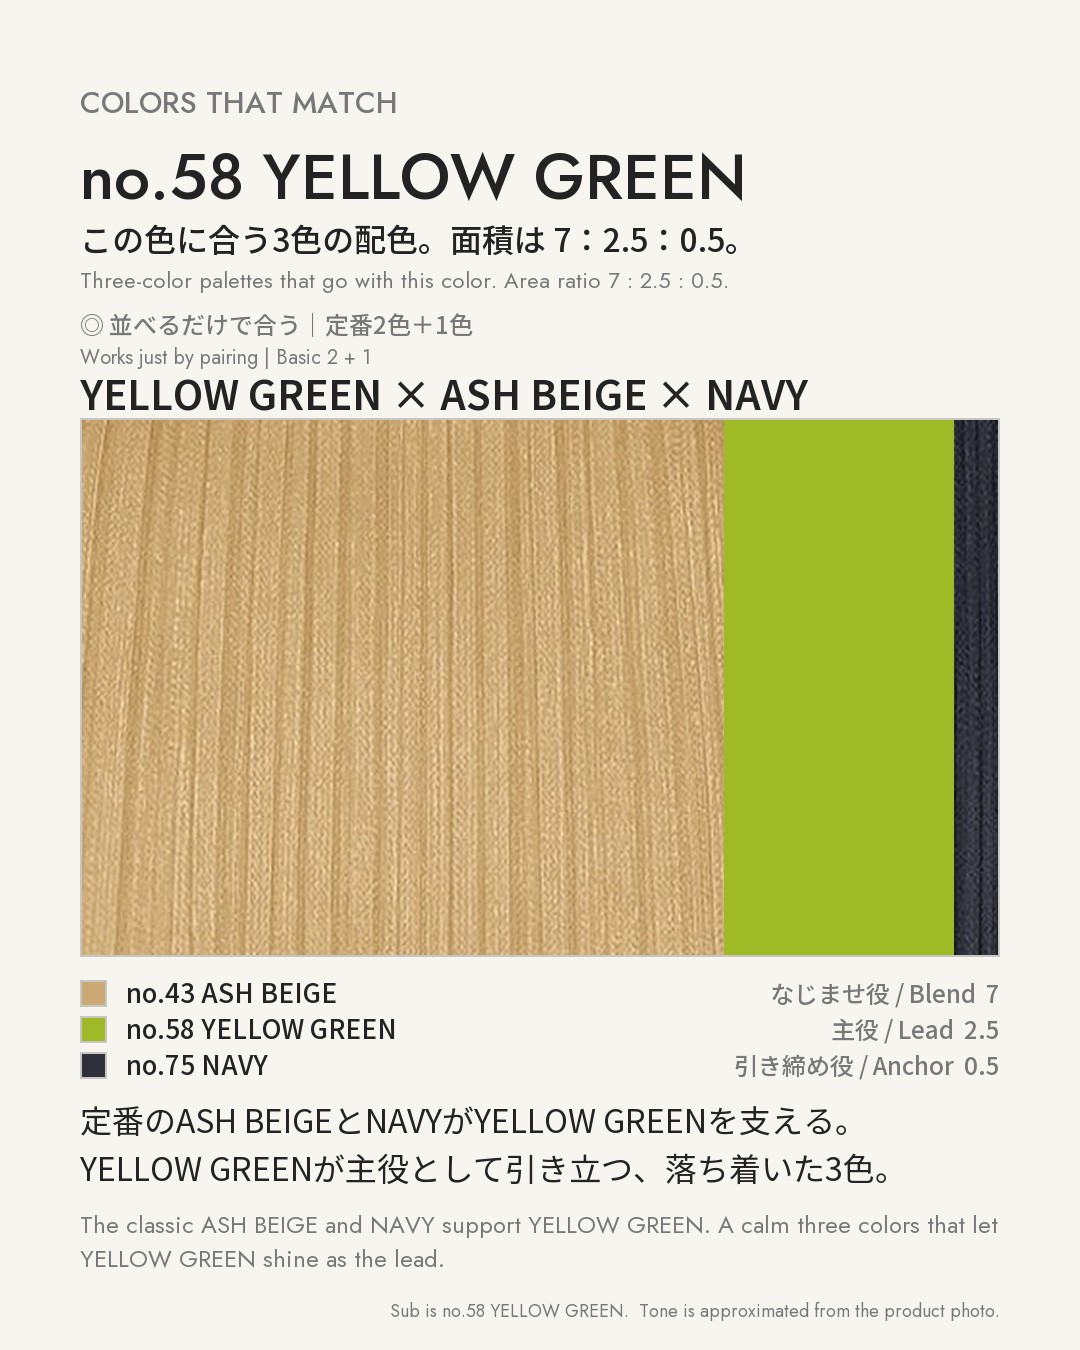 COLORS THAT MATCH
no.58 YELLOW GREEN
この色に合う3色の配色。面積は 7：2.5：0.5。
Three-color palettes that go with this color. Area ratio 7 : 2.5 : 0.5.
◎ 並べるだけで合う｜定番2色＋1色
Works just by pairing | Basic 2 + 1
YELLOW GREEN × ASH BEIGE × NAVY
no.43 ASH BEIGE なじませ役 / Blend 7
no.58 YELLOW GREEN 主役 / Lead 2.5
no.75 NAVY 引き締め役 / Anchor 0.5
定番のASH BEIGEとNAVYがYELLOW GREENを支える。
YELLOW GREENが主役として引き立つ、落ち着いた3色。
The classic ASH BEIGE and NAVY support YELLOW GREEN. A calm three colors that let
YELLOW GREEN shine as the lead.
Sub is no.58 YELLOW GREEN. Tone is approximated from the product photo.